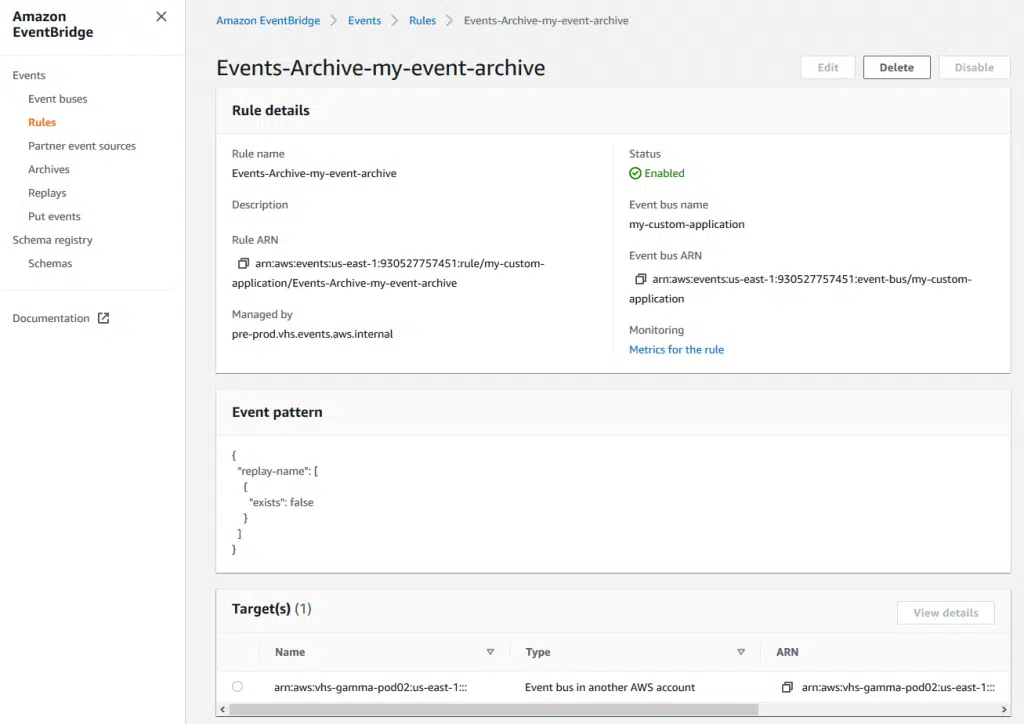 Amazon
EventBridge
Events
Event buses
Rules
Partner event sources
Archives
Replays
Put events
Schema registry
Schemas
Documentation
Amazon EventBridge > Events > Rules > Events-Archive-my-event-archive
Events-Archive-my-event-archive
Edit Delete Disable
Rule details
Rule name
Events-Archive-my-event-archive
Description
Rule ARN
arn:aws:events:us-east-1:930527757451:rule/my-custom-
application/Events-Archive-my-event-archive
Managed by
pre-prod.vhs.events.aws.internal
Status
Enabled
Event bus name
my-custom-application
Event bus ARN
arn:aws:events:us-east-1:930527757451:event-bus/my-custom-
application
Monitoring
Metrics for the rule
Event pattern
{
"replay-name": [
{
"exists": false
}
]
}
Target(s) (1)
View details
Name Type ARN
arn:aws:vhs-gamma-pod02:us-east-1::: Event bus in another AWS account arn:aws:vhs-gamma-pod02:us-east-1:::